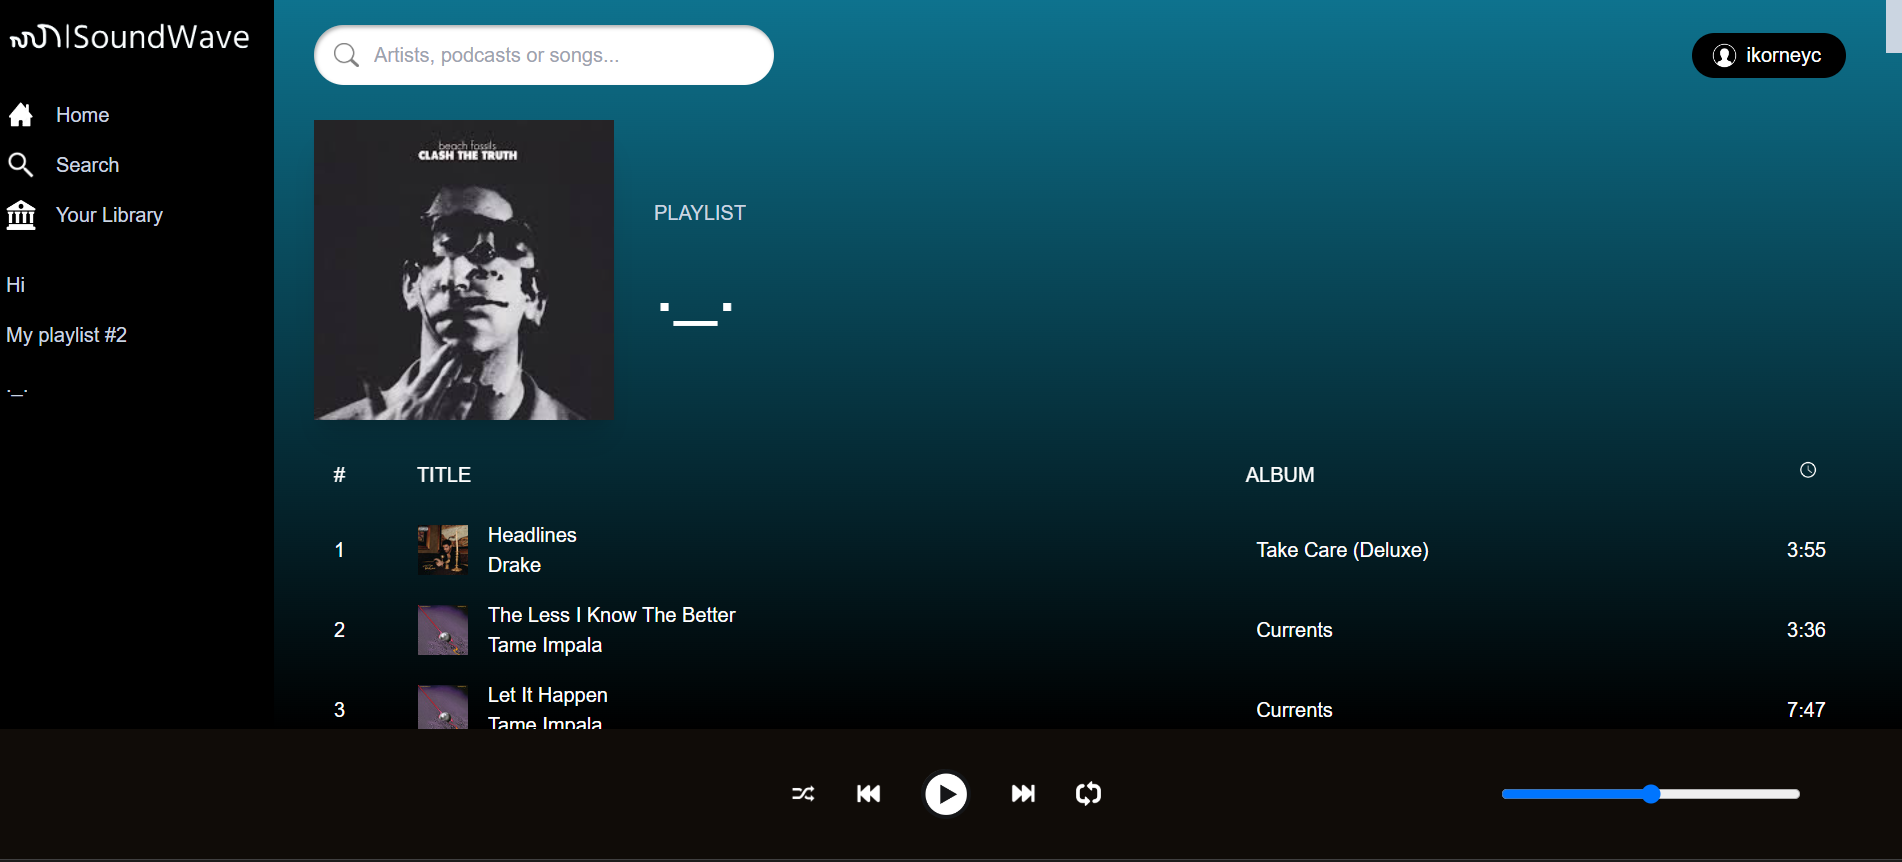 SoundWave
Artists, podcasts or songs...
ikorneyc
Home
Search
Your Library
Hi
My playlist #2
._.
beach fossils
CLASH THE TRUTH
PLAYLIST
._.
# TITLE ALBUM
1 Headlines Take Care (Deluxe) 3:55
Drake
2 The Less I Know The Better Currents 3:36
Tame Impala
3 Let It Happen Currents 7:47
Tame Impala